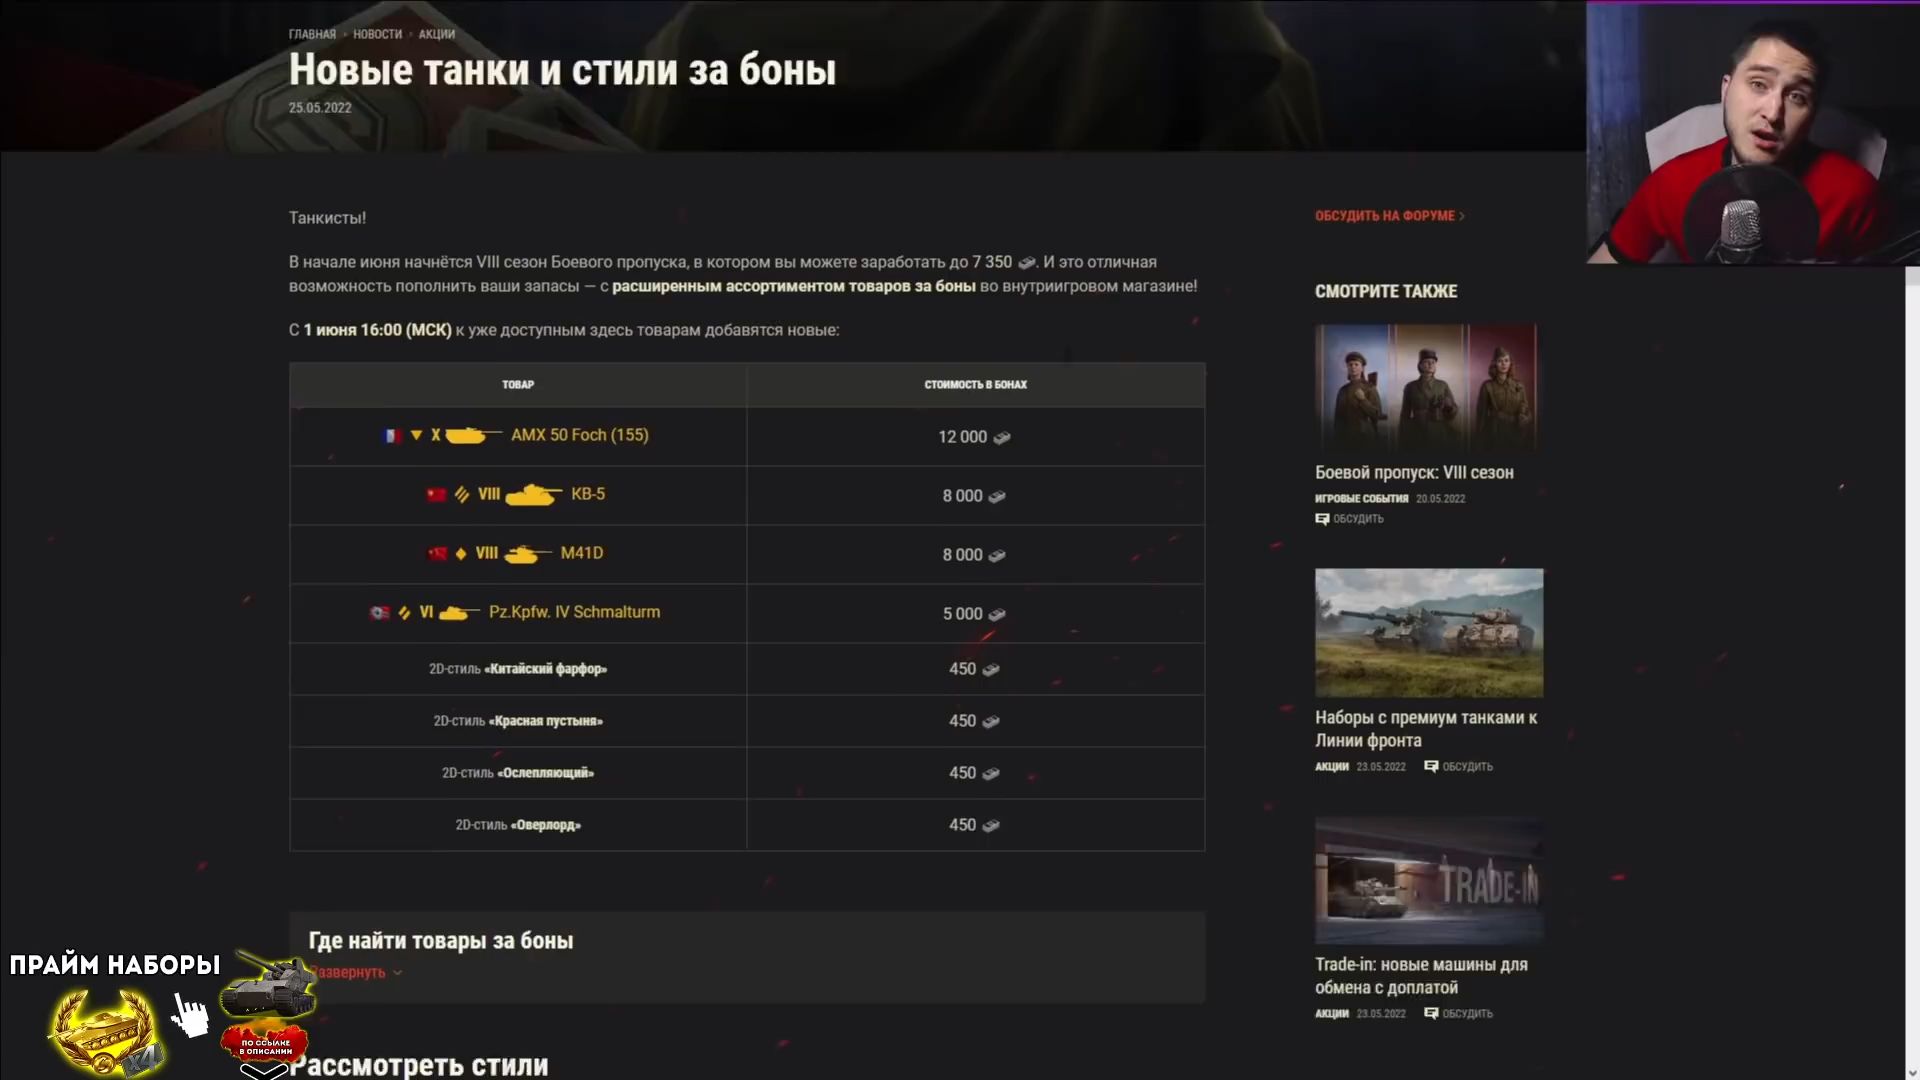 ГЛАВНАЯ · НОВОСТИ · АКЦИИ
Новые танки и стили за боны
25.05.2022
Танкисты!
В начале июня начнётся VIII сезон Боевого пропуска, в котором вы можете заработать до 7 350. И это отличная
возможность пополнить ваши запасы — с расширенным ассортиментом товаров за боны во внутриигровом магазине!
С 1 июня 16:00 (МСК) к уже доступным здесь товарам добавятся новые:
ТОВАР СТОИМОСТЬ В БОНАХ
X AMX 50 Foch (155) 12 000
VIII КВ-5 8 000
VIII M41D 8 000
VI Pz.Kpfw. IV Schmalturm 5 000
2D-стиль «Китайский фарфор» 450
2D-стиль «Красная пустыня» 450
2D-стиль «Ослепляющий» 450
2D-стиль «Оверлорд» 450
Где найти товары за боны
Развернуть
Рассмотреть стили
ОБСУДИТЬ НА ФОРУМЕ
СМОТРИТЕ ТАКЖЕ
Боевой пропуск: VIII сезон
ИГРОВЫЕ СОБЫТИЯ 20.05.2022
ОБСУДИТЬ
Наборы с премиум танками к
Линии фронта
АКЦИИ 23.05.2022 ОБСУДИТЬ
TRADE-IN
Trade-in: новые машины для
обмена с доплатой
АКЦИИ 23.05.2022 ОБСУДИТЬ
ПРАЙМ НАБОРЫ
x4
ПО ССЫЛКЕ
В ОПИСАНИИ